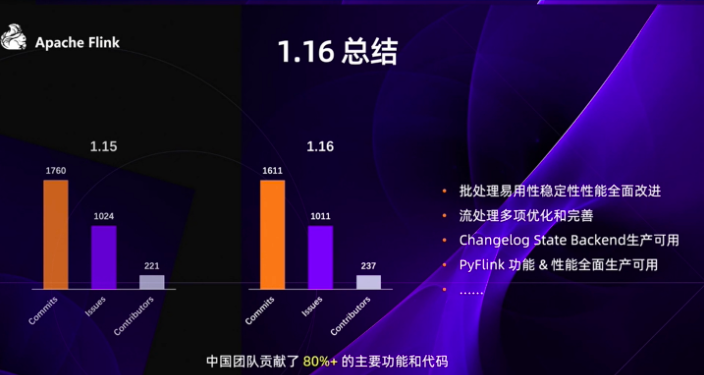 Apache Flink
1.16 总结
1.15
1760
1024
221
Commits
Issues
Contributors
1.16
1611
1011
237
Commits
Issues
Contributors
• 批处理易用性稳定性性能全面改进
• 流处理多项优化和完善
• Changelog State Backend生产可用
• PyFlink 功能 & 性能全面生产可用
• ……
中国团队贡献了 80%+ 的主要功能和代码